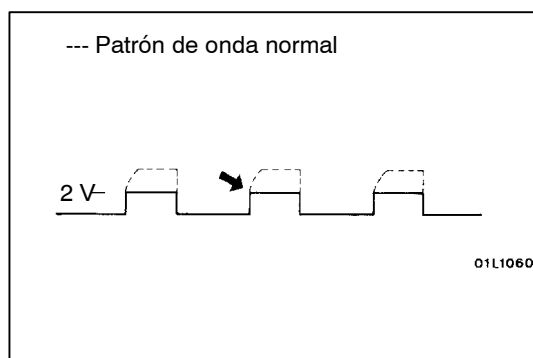 --- Patrón de onda normal
2 V
01L1060